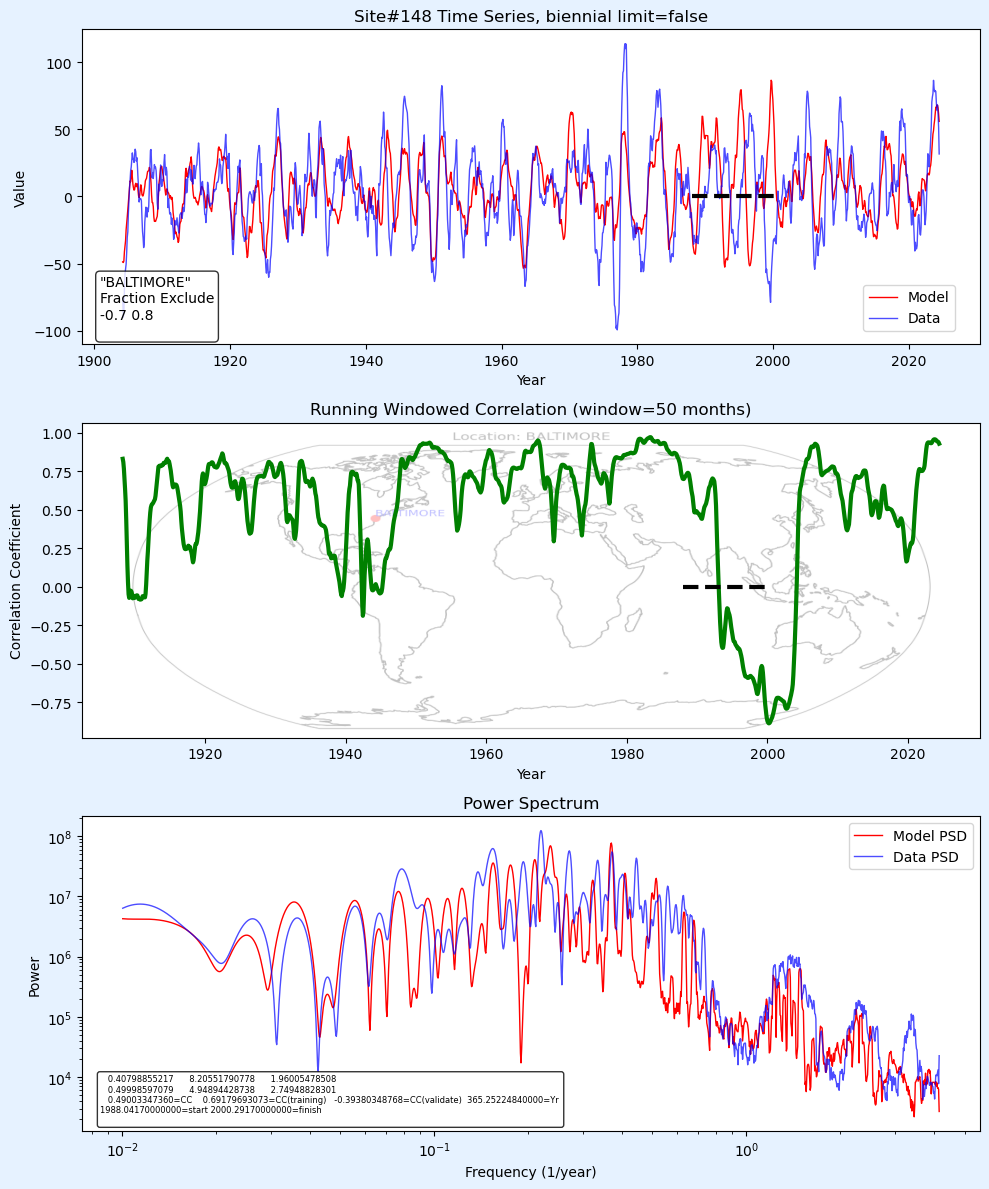 Site#148 Time Series, biennial limit=false
Value
100
50
0
−50
−100
"BALTIMORE"
Fraction Exclude
-0.7 0.8
Model
Data
1900 1920 1940 1960 1980 2000 2020
Year
Running Windowed Correlation (window=50 months)
Correlation Coefficient
1.00
0.75
0.50
0.25
0.00
−0.25
−0.50
−0.75
Location: BALTIMORE
BALTIMORE
1920 1940 1960 1980 2000 2020
Year
Power Spectrum
Power
10⁸
10⁷
10⁶
10⁵
10⁴
Model PSD
Data PSD
0.40798855217 8.20551790778 1.96005478508
0.49998597079 4.94894428738 2.74948828301
0.49003347360=CC 0.69179693073=CC(training) -0.39380348768=CC(validate) 365.25224840000=Yr
1988.04170000000=start 2000.29170000000=finish
10⁻² 10⁻¹ 10⁰
Frequency (1/year)